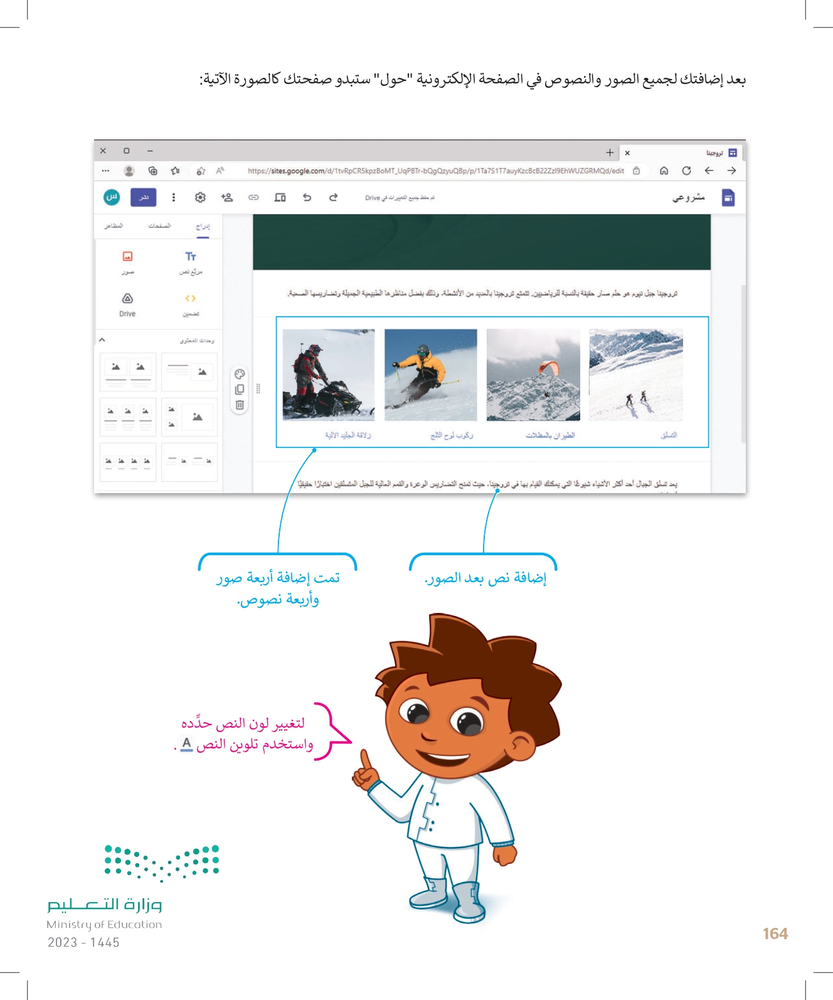 بعد إضافتك لجميع الصور والنصوص في الصفحة الإلكترونية "حول" ستبدو صفحتك كالصورة الآتية:
تروجينا
https://sites.google.com/d/1tvRpCR5kpzBoMT_UqPBTr-bQgQzyuQBp/p/1Ta7S1T7auyKzcBcB22ZzI9EhWUZGRMQd/edit
مشروعي
تم حفظ جميع التغييرات في Drive
نشر
س
إدراج
الصفحات
المظاهر
مربّع نص
صور
تضمين
Drive
وحدات المحتوى
تروجينا جبل نيوم هو حلم صار حقيقة بالنسبة للرياضيين. تتمتع تروجينا بالعديد من الأنشطة، وذلك بفضل مناظرها الطبيعية الجميلة وتضاريسها الصعبة.
التسلق
الطيران بالمظلات
ركوب لوح الثلج
زلاقة الجليد الالية
يعد تسلق الجبال أحد أكثر الأشياء شيوعًا التي يمكنك القيام بها في تروجينا، حيث تمنح التضاريس الوعرة والقمم العالية للجبل المتسلقين اختبارًا حقيقيًا
إضافة نص بعد الصور.
تمت إضافة أربعة صور
وأربعة نصوص.
لتغيير لون النص حدِّده
واستخدم تلوين النص A .
وزارة التعليم
Ministry of Education
2023 - 1445
164